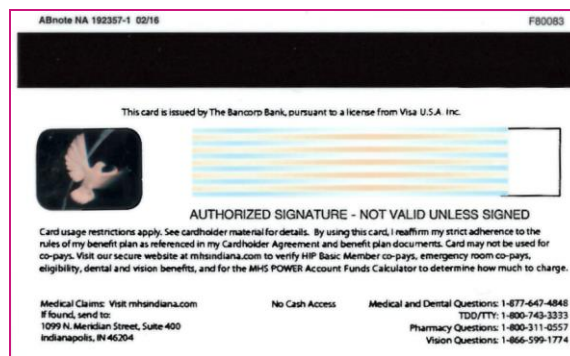 ABnote NA 192357-1 02/16 F80083
This card is issued by The Bancorp Bank, pursuant to a license from Visa U.S.A. Inc.
AUTHORIZED SIGNATURE - NOT VALID UNLESS SIGNED
Card usage restrictions apply. See cardholder material for details. By using this card, I reaffirm my strict adherence to the
rules of my benefit plan as referenced in my Cardholder Agreement and benefit plan documents. Card may not be used for
co-pays. Visit our secure website at mhsindiana.com to verify HIP Basic Member co-pays, emergency room co-pays,
eligibility, dental and vision benefits, and for the MHS POWER Account Funds Calculator to determine how much to charge.
Medical Claims: Visit mhsindiana.com No Cash Access Medical and Dental Questions: 1-877-647-4848
If found, send to: TDD/TTY: 1-800-743-3333
1099 N. Meridian Street, Suite 400 Pharmacy Questions: 1-800-311-0557
Indianapolis, IN 46204 Vision Questions: 1-866-599-1774